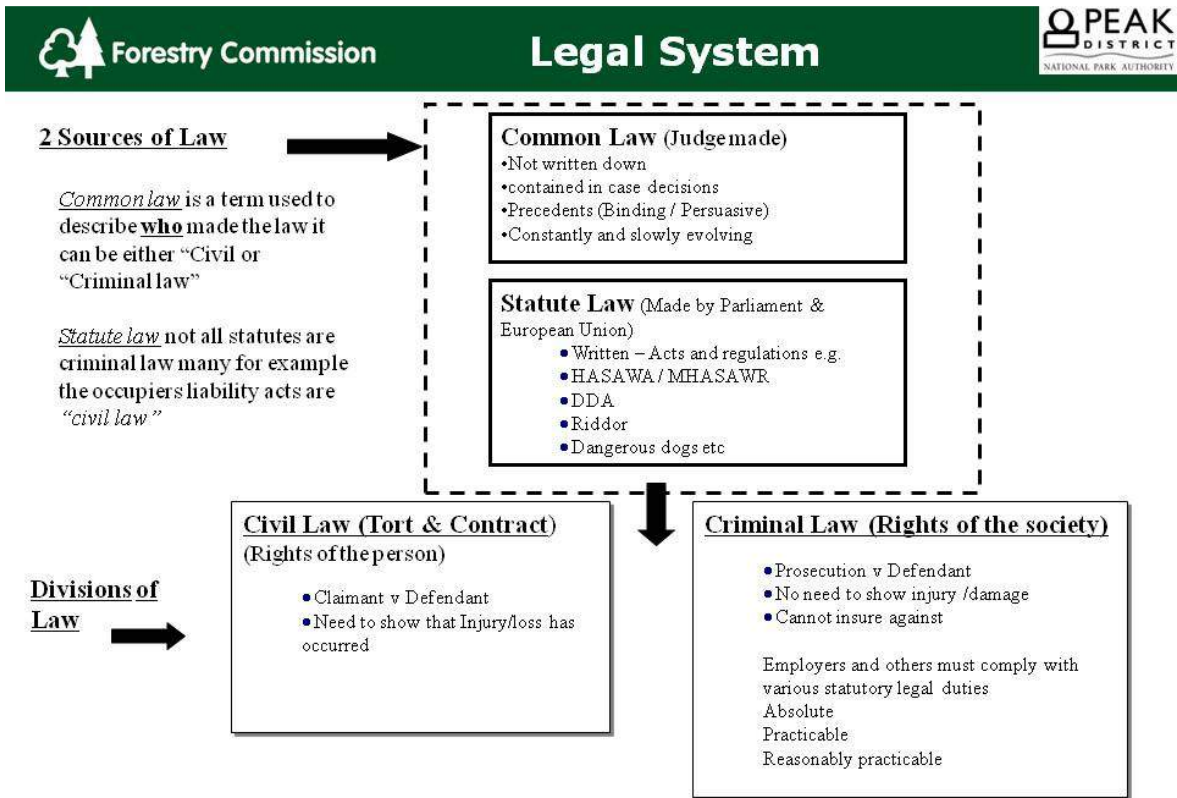 Forestry Commission
Legal System
PEAK
DISTRICT
NATIONAL PARK AUTHORITY
2 Sources of Law
Common law is a term used to
describe who made the law it
can be either “Civil or
“Criminal law”
Statute law not all statutes are
criminal law many for example
the occupiers liability acts are
“civil law”
Common Law (Judge made)
•Not written down
•contained in case decisions
•Precedents (Binding / Persuasive)
•Constantly and slowly evolving
Statute Law (Made by Parliament &
European Union)
● Written – Acts and regulations e.g.
● HASAWA / MHASAWR
● DDA
● Riddor
● Dangerous dogs etc
Divisions of
Law
Civil Law (Tort & Contract)
(Rights of the person)
● Claimant v Defendant
● Need to show that Injury/loss has
occurred
Criminal Law (Rights of the society)
● Prosecution v Defendant
● No need to show injury /damage
● Cannot insure against
Employers and others must comply with
various statutory legal duties
Absolute
Practicable
Reasonably practicable